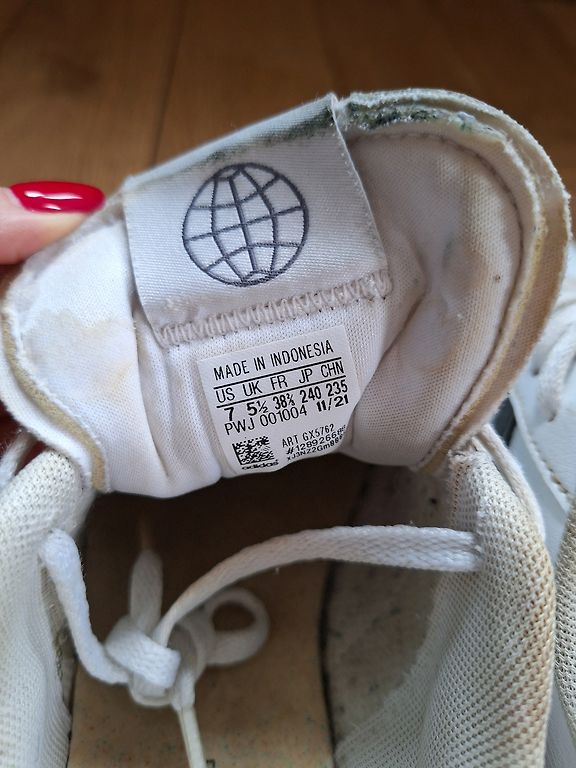 MADE IN INDONESIA
US UK FR JP CHN
7 5½ 38⅔ 240 235
PWJ 001004 11/21
ART GX5762
adidas